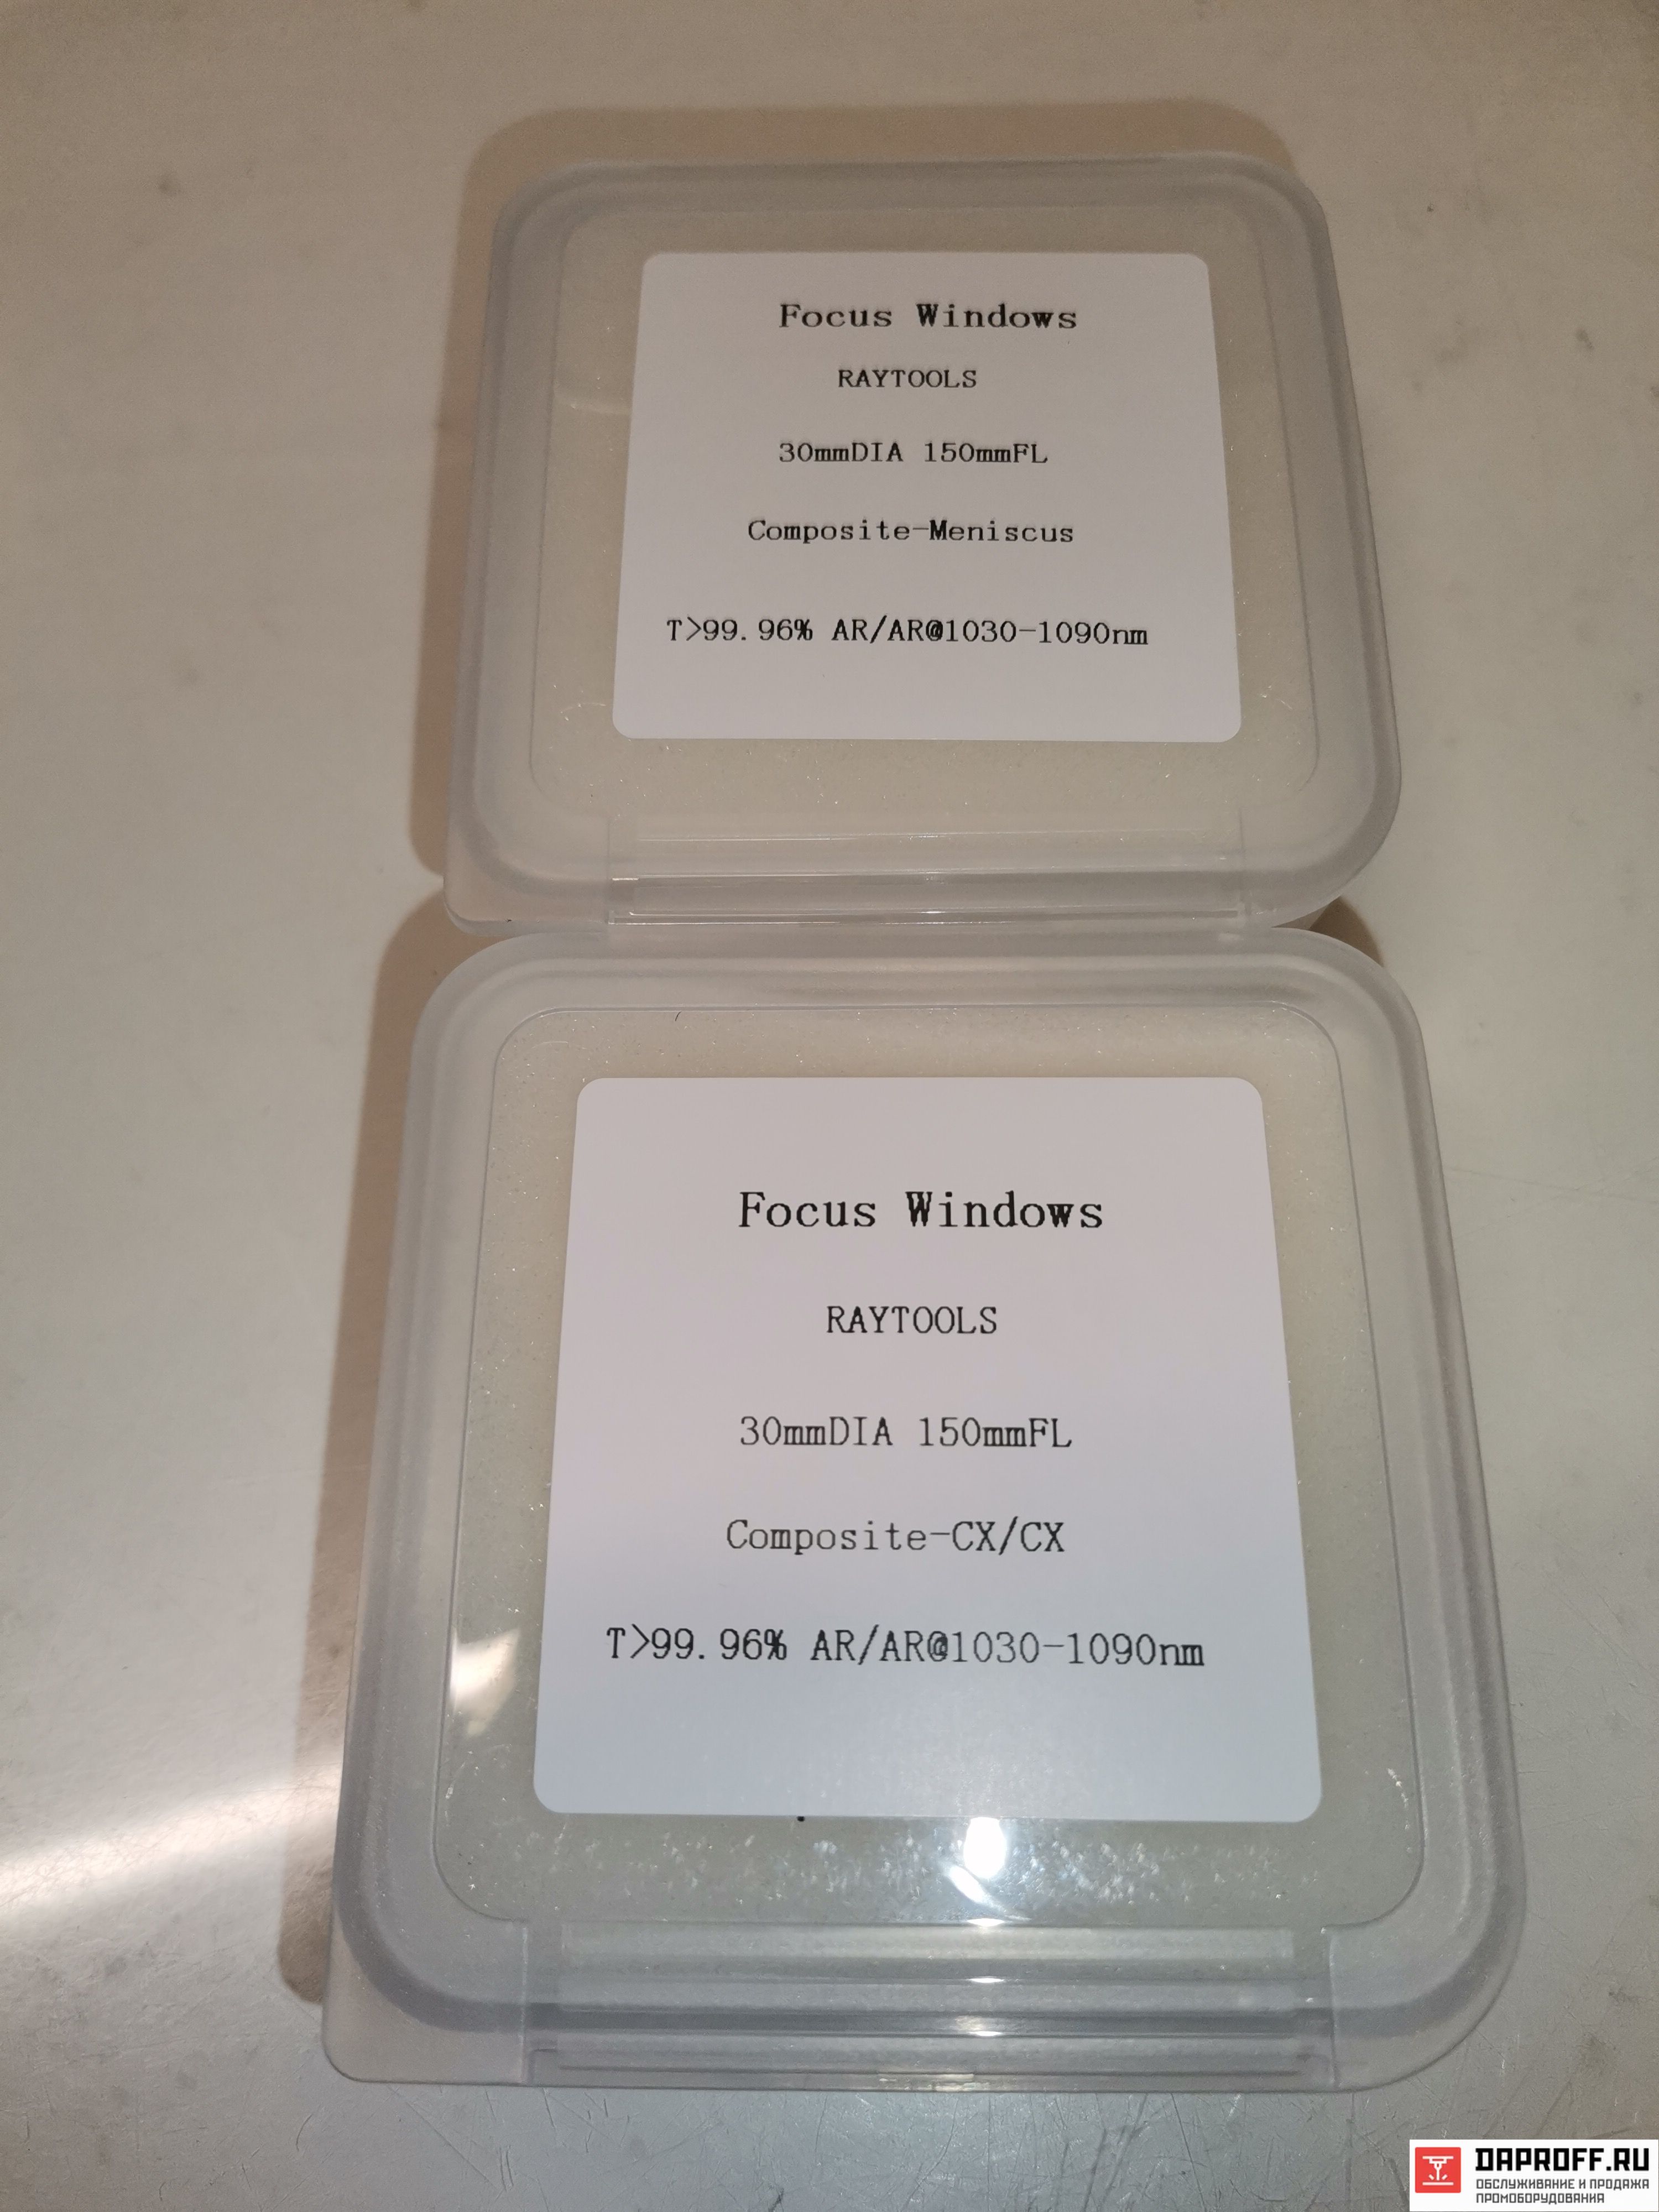 Focus Windows
RAYTOOLS
30mmDIA 150mmFL
Composite-Meniscus
T>99.96% AR/AR@1030-1090nm
Focus Windows
RAYTOOLS
30mmDIA 150mmFL
Composite-CX/CX
T>99.96% AR/AR@1030-1090nm
DAPROFF.RU
ОБСЛУЖИВАНИЕ И ПРОДАЖА
ПРОМОБОРУДОВАНИЯ